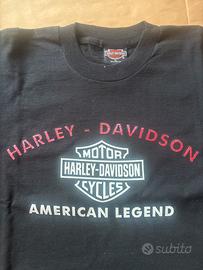 HARLEY - DAVIDSON
MOTOR
HARLEY-DAVIDSON
CYCLES
AMERICAN LEGEND
subito